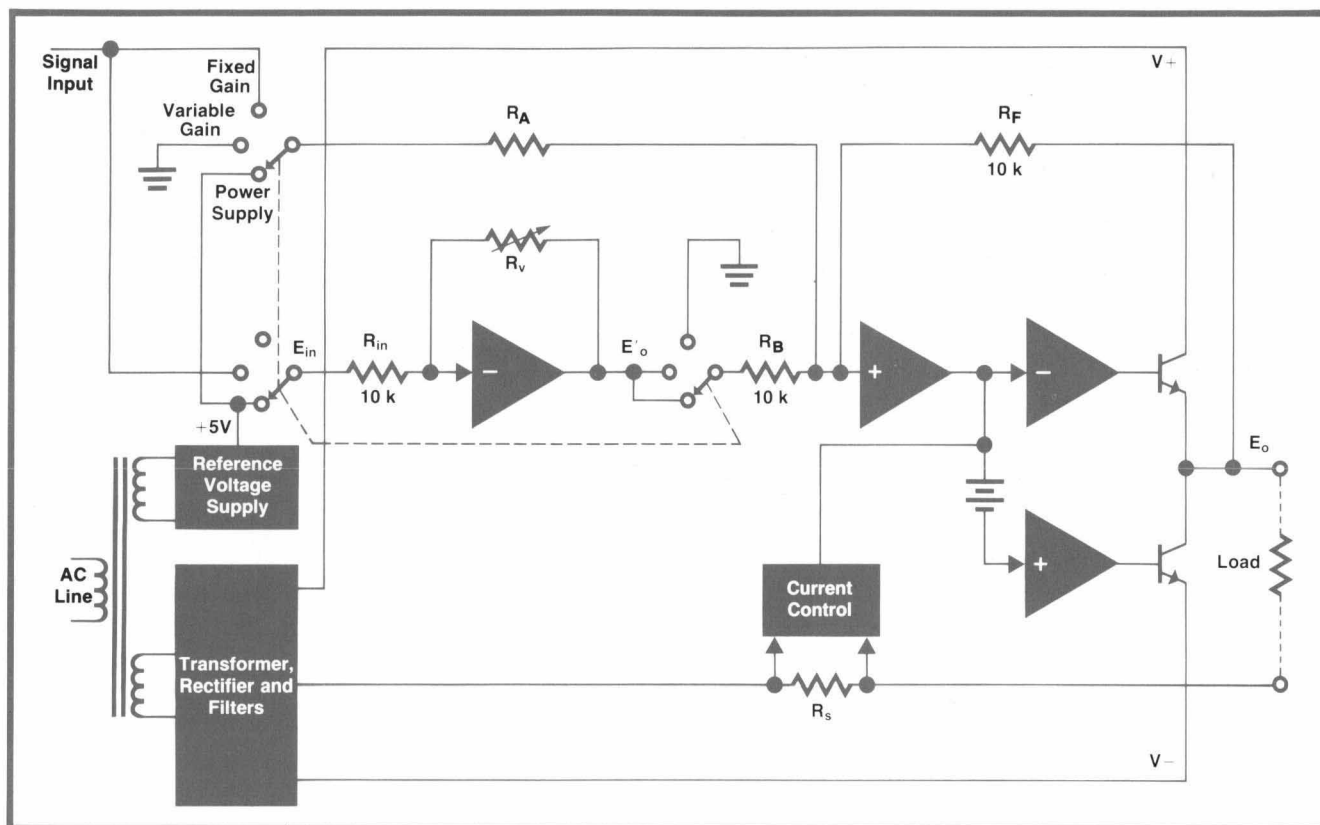 Signal
Input
Fixed
Gain
Variable
Gain
Power
Supply
V+
R_A
R_F
10 k
R_v
E_in
R_in
10 k
−
E'_o
R_B
10 k
+
−
+5V
Reference
Voltage
Supply
E_o
AC
Line
Transformer,
Rectifier and
Filters
Current
Control
+
Load
R_s
V−